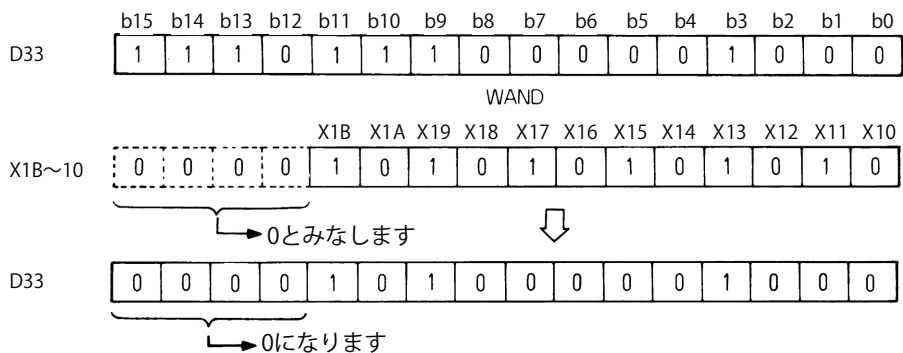 b15 b14 b13 b12 b11 b10 b9 b8 b7 b6 b5 b4 b3 b2 b1 b0
D33 1 1 1 0 1 1 1 0 0 0 0 0 1 0 0 0
WAND
X1B X1A X19 X18 X17 X16 X15 X14 X13 X12 X11 X10
X1B～10 0 0 0 0 1 0 1 0 1 0 1 0 1 0 1 0
0とみなします
D33 0 0 0 0 1 0 1 0 0 0 0 0 1 0 0 0
0になります